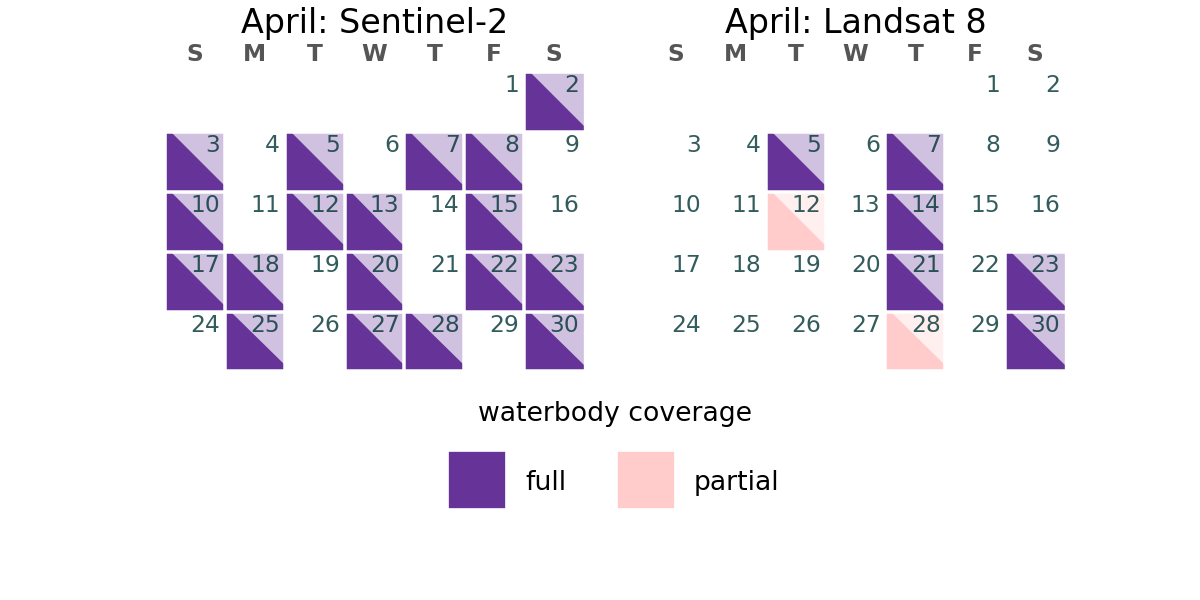 April: Sentinel-2
S M T W T F S
1 2
3 4 5 6 7 8 9
10 11 12 13 14 15 16
17 18 19 20 21 22 23
24 25 26 27 28 29 30
April: Landsat 8
S M T W T F S
1 2
3 4 5 6 7 8 9
10 11 12 13 14 15 16
17 18 19 20 21 22 23
24 25 26 27 28 29 30
waterbody coverage
full
partial